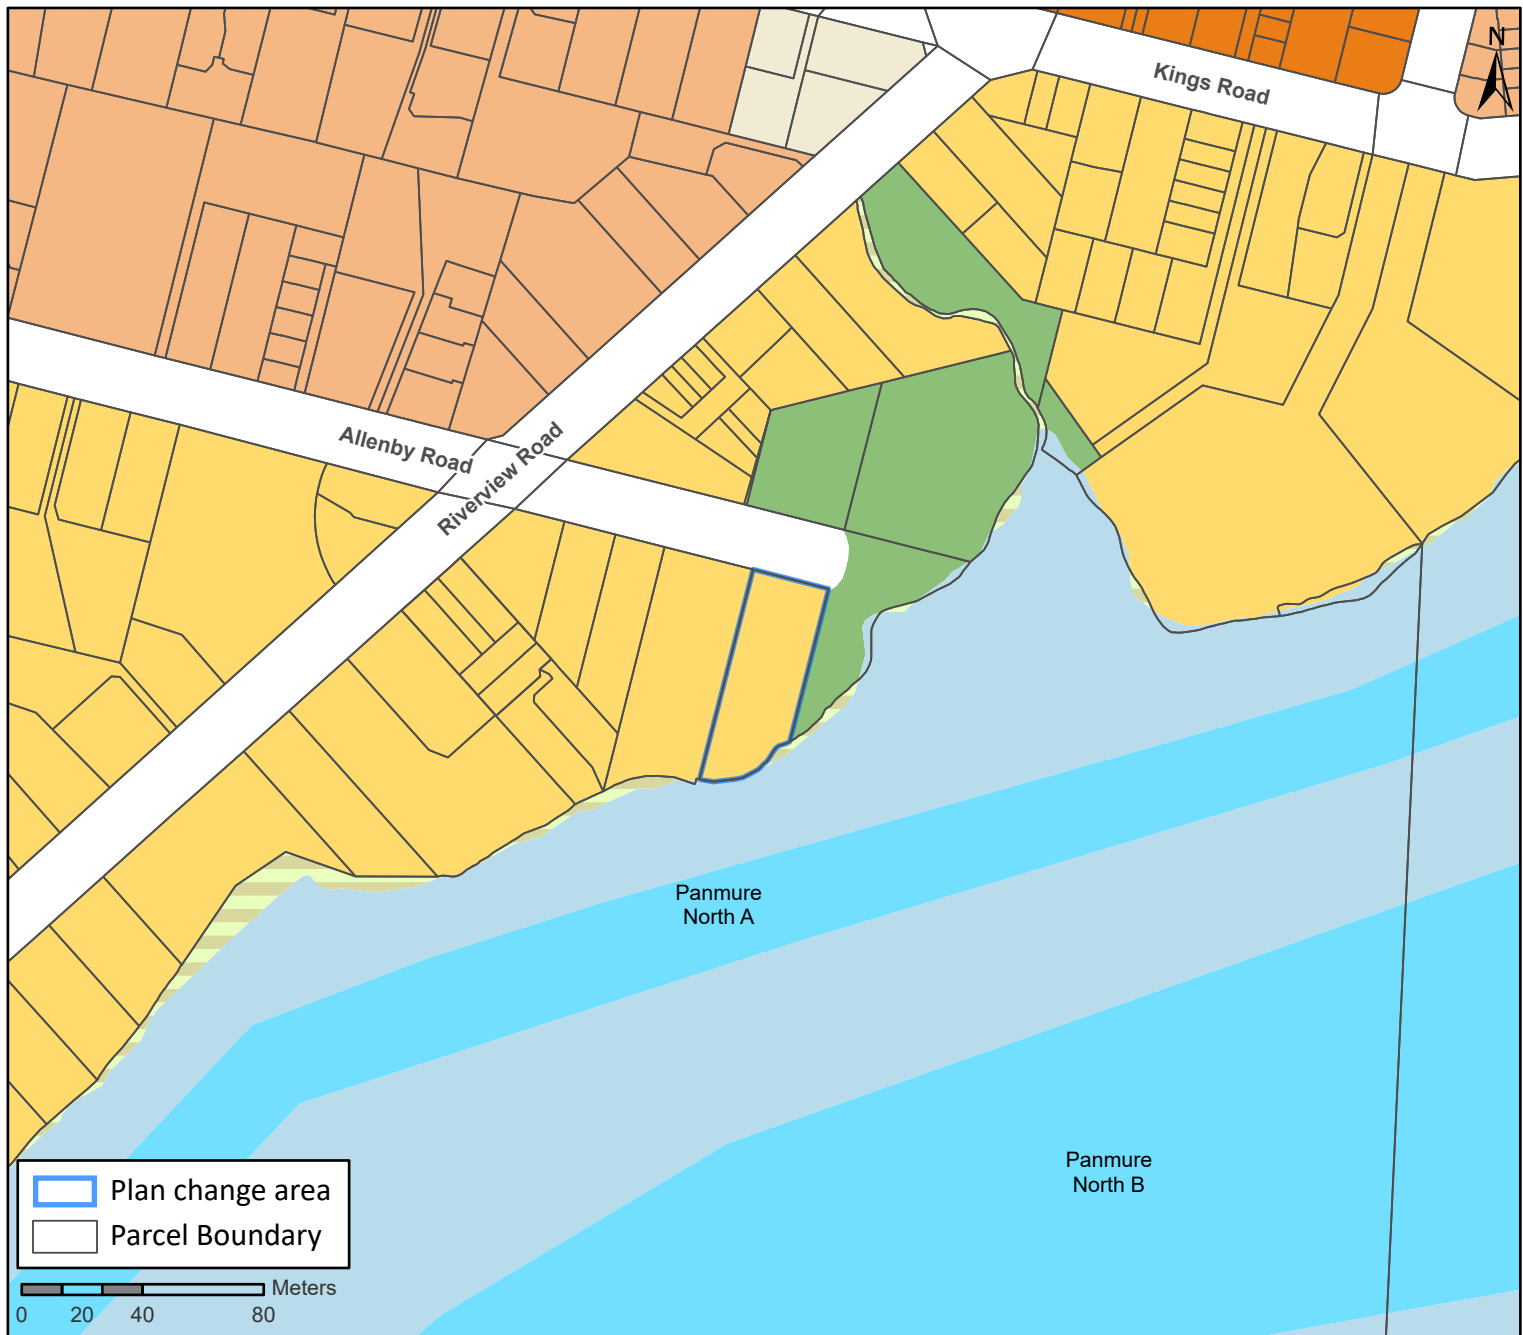 N
Kings Road
Allenby Road
Riverview Road
Panmure
North A
Panmure
North B
Plan change area
Parcel Boundary
Meters
0 20 40 80